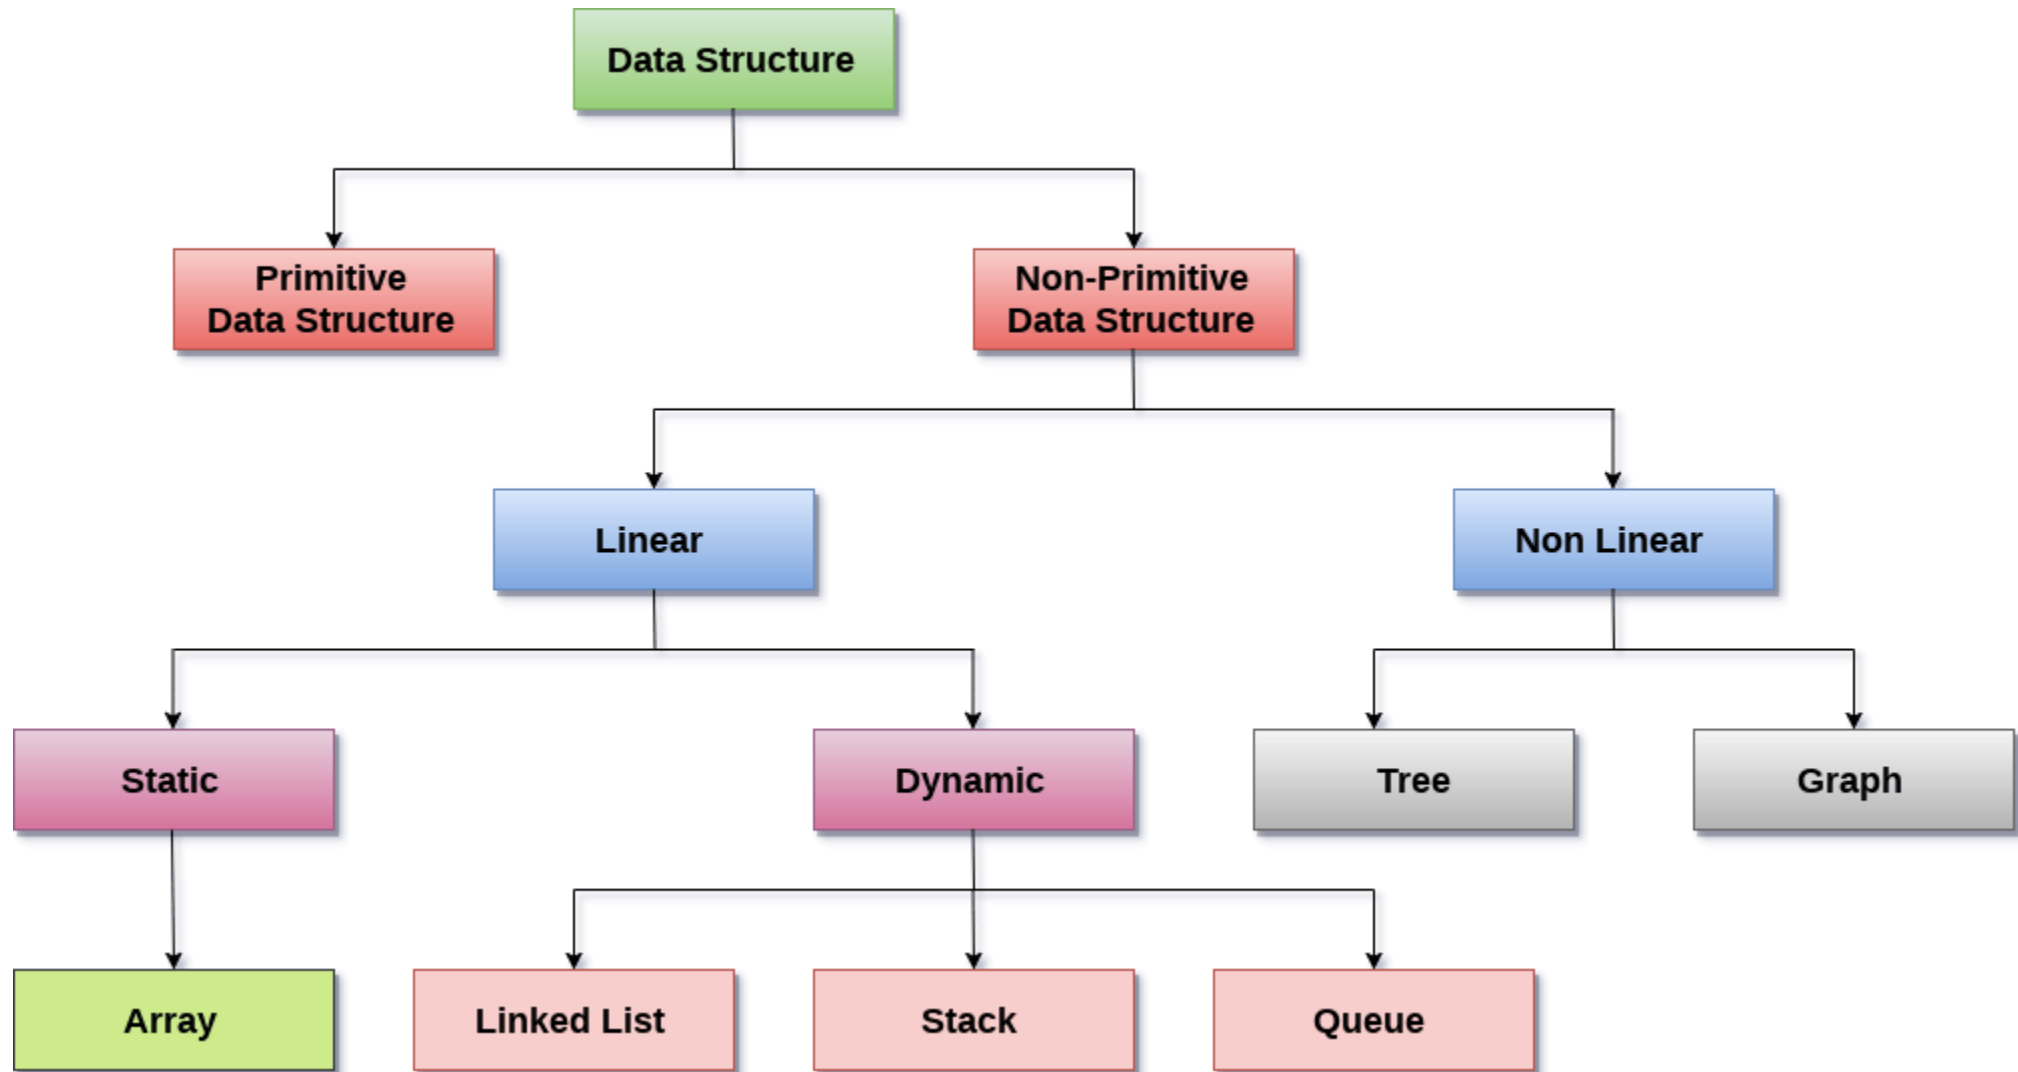 Data Structure
Primitive
Data Structure
Non-Primitive
Data Structure
Linear
Non Linear
Static
Dynamic
Tree
Graph
Array
Linked List
Stack
Queue